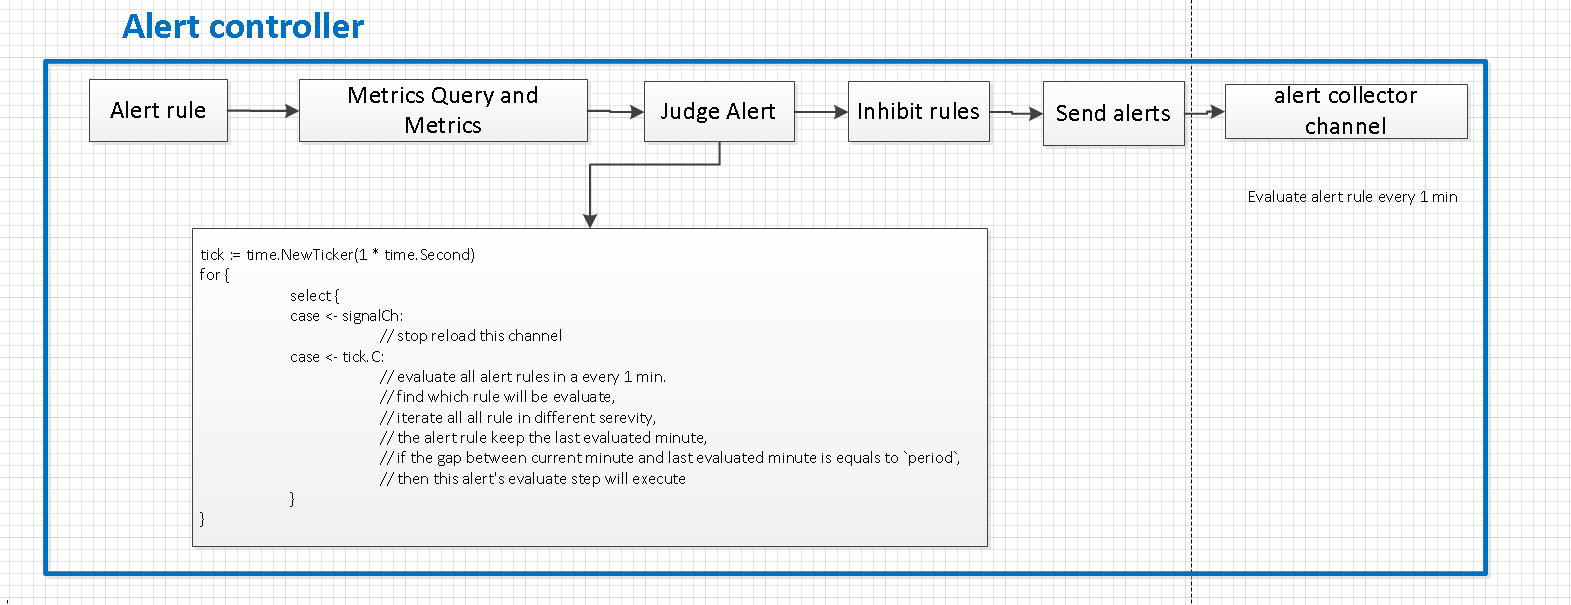 Alert controller
Alert rule
Metrics Query and
Metrics
Judge Alert
Inhibit rules
Send alerts
alert collector
channel
Evaluate alert rule every 1 min
tick := time.NewTicker(1 * time.Second)
for {
select {
case <- signalCh:
// stop reload this channel
case <- tick.C:
// evaluate all alert rules in a every 1 min.
// find which rule will be evaluate,
// iterate all all rule in different serevity,
// the alert rule keep the last evaluated minute,
// if the gap between current minute and last evaluated minute is equals to `period`,
// then this alert's evaluate step will execute
}
}